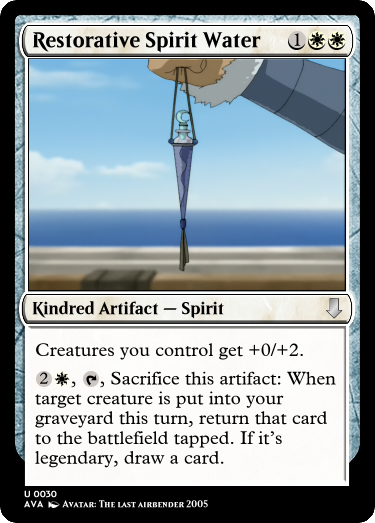 Restorative Spirit Water 1
Kindred Artifact — Spirit
Creatures you control get +0/+2.
2, , Sacrifice this artifact: When
target creature is put into your
graveyard this turn, return that card
to the battlefield tapped. If it's
legendary, draw a card.
U 0030
AVA Avatar: The last airbender 2005